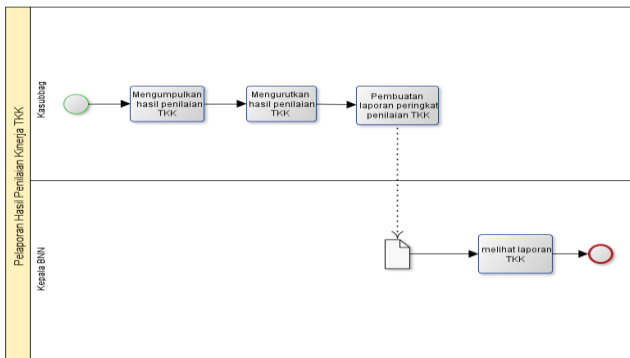 Pelaporan Hasil Penilaian Kinerja TKK
Kasubbag
Mengumpulkan
hasil penilaian
TKK
Mengurutkan
hasil penilaian
TKK
Pembuatan
laporan peringkat
penilaian TKK
Kepala BNN
melihat laporan
TKK